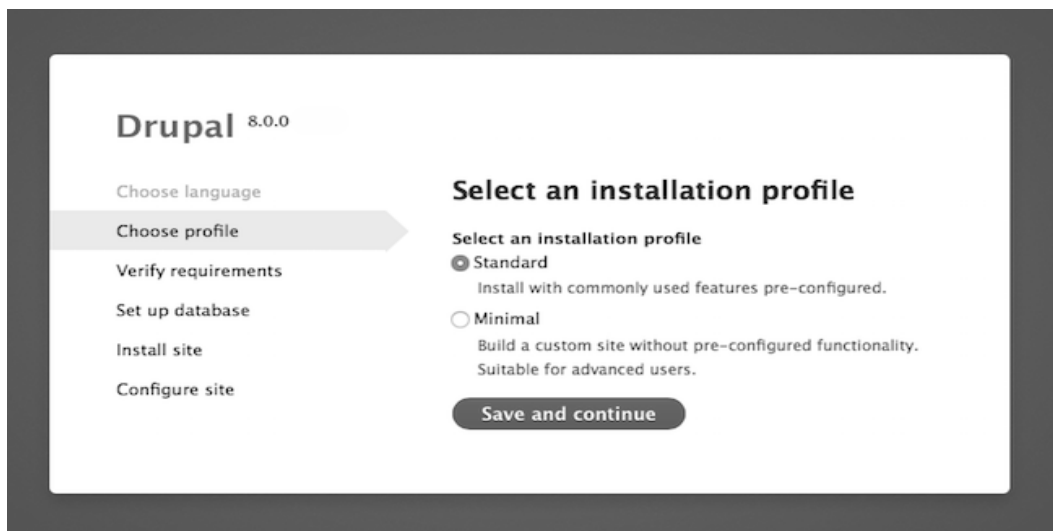 Drupal 8.0.0
Choose language
Choose profile
Verify requirements
Set up database
Install site
Configure site
Select an installation profile
Select an installation profile
Standard
Install with commonly used features pre-configured.
Minimal
Build a custom site without pre-configured functionality.
Suitable for advanced users.
Save and continue